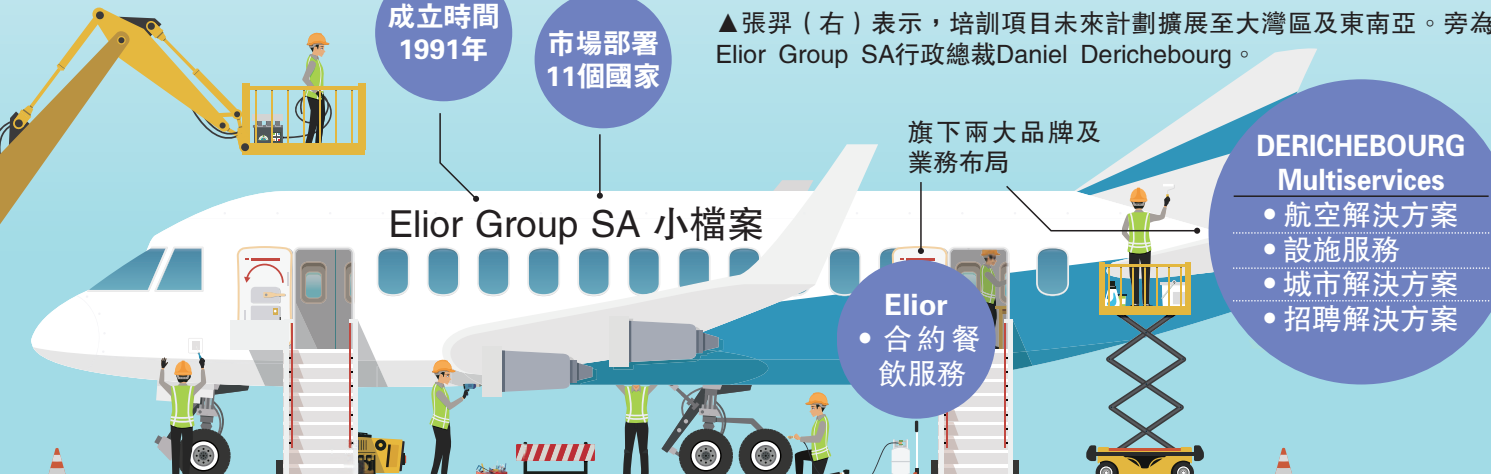 成立時間
1991年
市場部署
11個國家
▲張羿（右）表示，培訓項目未來計劃擴展至大灣區及東南亞。旁為
Elior Group SA行政總裁Daniel Derichebourg。
Elior Group SA 小檔案
旗下兩大品牌及
業務布局
Elior
• 合約餐
飲服務
DERICHEBOURG
Multiservices
• 航空解決方案
• 設施服務
• 城市解決方案
• 招聘解決方案